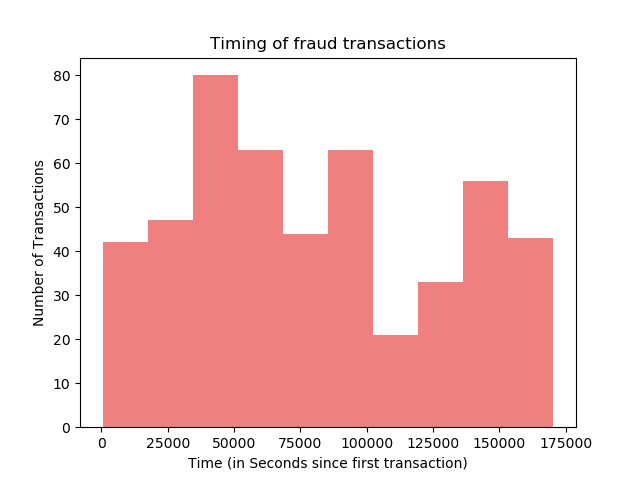 Timing of fraud transactions
80
70
60
50
40
30
20
10
0
Number of Transactions
0 25000 50000 75000 100000 125000 150000 175000
Time (in Seconds since first transaction)